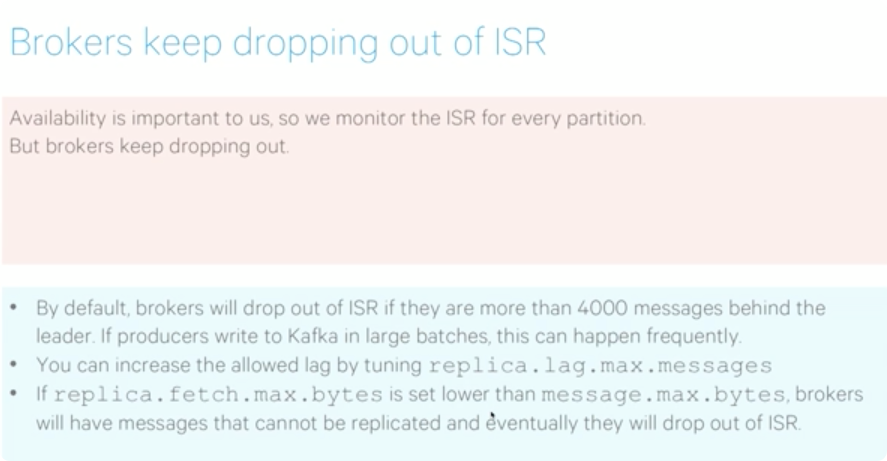 Brokers keep dropping out of ISR
Availability is important to us, so we monitor the ISR for every partition.
But brokers keep dropping out.
• By default, brokers will drop out of ISR if they are more than 4000 messages behind the
leader. If producers write to Kafka in large batches, this can happen frequently.
• You can increase the allowed lag by tuning replica.lag.max.messages
• If replica.fetch.max.bytes is set lower than message.max.bytes, brokers
will have messages that cannot be replicated and eventually they will drop out of ISR.